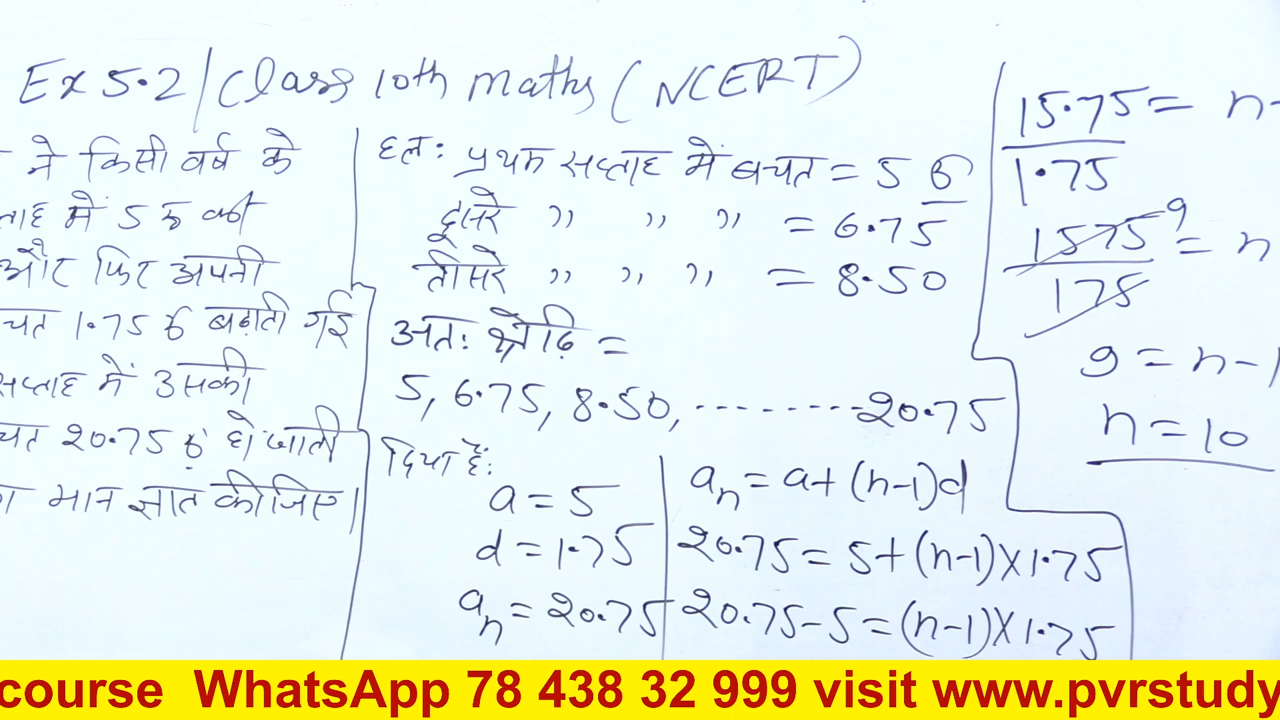 Ex 5.2 / Class 10th maths (NCERT)
ने किसी वर्ष के
में 5 रु की
और फिर अपनी
1.75 रु बढ़ाती गई
में उसकी
20.75 रु हो जाती
मान ज्ञात कीजिए।
हल: प्रथम सप्ताह में बचत = 5 रु
दूसरे " " " = 6.75
तीसरे " " " = 8.50
अत: श्रेढि =
5, 6.75, 8.50, -------- 20.75
दिया है:
a = 5
d = 1.75
aₙ = 20.75
aₙ = a + (n-1)d
20.75 = 5 + (n-1) × 1.75
20.75 - 5 = (n-1) × 1.75
15.75 = n-
1.75
1575 9 = n
175
9 = n-1
n = 10
course WhatsApp 78 438 32 999 visit www.pvrstudy